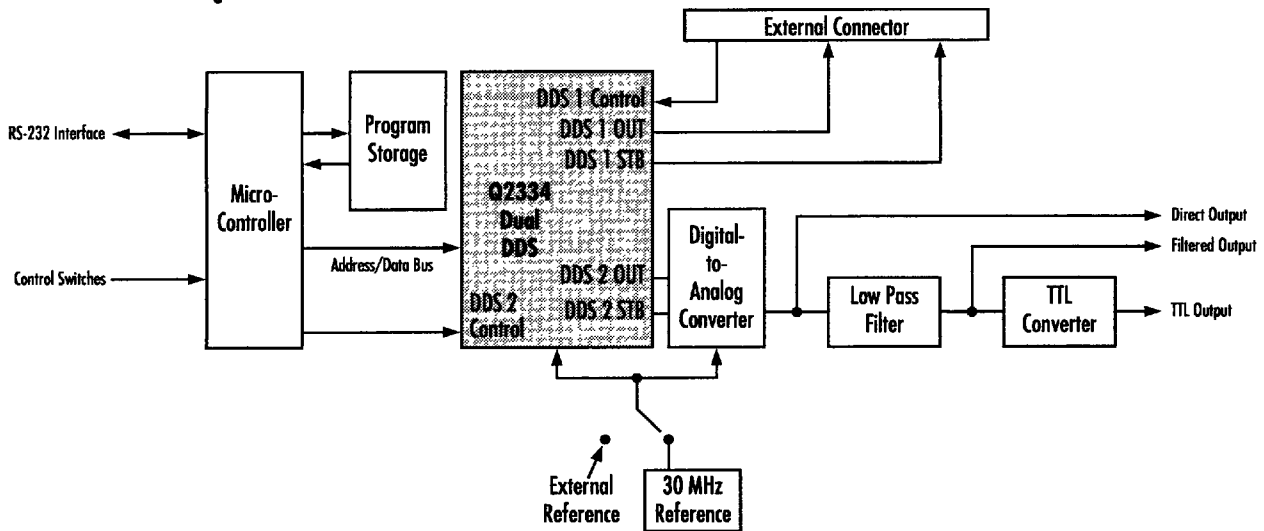 External Connector
RS-232 Interface
Micro-
Controller
Control Switches
Program
Storage
Address/Data Bus
DDS 1 Control
DDS 1 OUT
DDS 1 STB
Q2334
Dual
DDS
DDS 2 OUT
DDS 2 STB
DDS 2
Control
Digital-
to-
Analog
Converter
Low Pass
Filter
TTL
Converter
Direct Output
Filtered Output
TTL Output
External
Reference
30 MHz
Reference